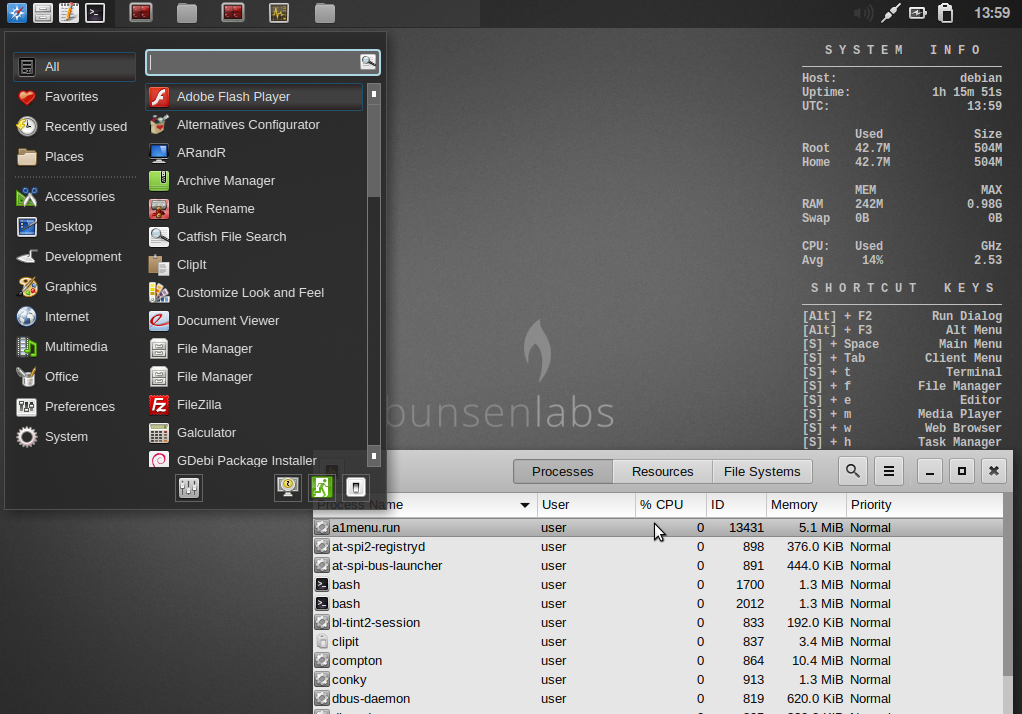 13:59
All
Favorites
Recently used
Places
Accessories
Desktop
Development
Graphics
Internet
Multimedia
Office
Preferences
System
Adobe Flash Player
Alternatives Configurator
ARandR
Archive Manager
Bulk Rename
Catfish File Search
ClipIt
Customize Look and Feel
Document Viewer
File Manager
File Manager
FileZilla
Galculator
GDebi Package Installer
SYSTEM INFO
Host: debian
Uptime: 1h 15m 51s
UTC: 13:59
Used Size
Root 42.7M 504M
Home 42.7M 504M
MEM MAX
RAM 242M 0.98G
Swap 0B 0B
CPU: Used GHz
Avg 14% 2.53
SHORTCUT KEYS
[Alt] + F2 Run Dialog
[Alt] + F3 Alt Menu
[S] + Space Main Menu
[S] + Tab Client Menu
[S] + t Terminal
[S] + f File Manager
[S] + e Editor
[S] + m Media Player
[S] + w Web Browser
[S] + h Task Manager
bunsenlabs
Processes Resources File Systems
Process Name User % CPU ID Memory Priority
a1menu.run user 0 13431 5.1 MiB Normal
at-spi2-registryd user 0 898 376.0 KiB Normal
at-spi-bus-launcher user 0 891 444.0 KiB Normal
bash user 0 1700 1.3 MiB Normal
bash user 0 2012 1.3 MiB Normal
bl-tint2-session user 0 833 192.0 KiB Normal
clipit user 0 837 3.4 MiB Normal
compton user 0 864 10.4 MiB Normal
conky user 0 913 1.3 MiB Normal
dbus-daemon user 0 819 620.0 KiB Normal